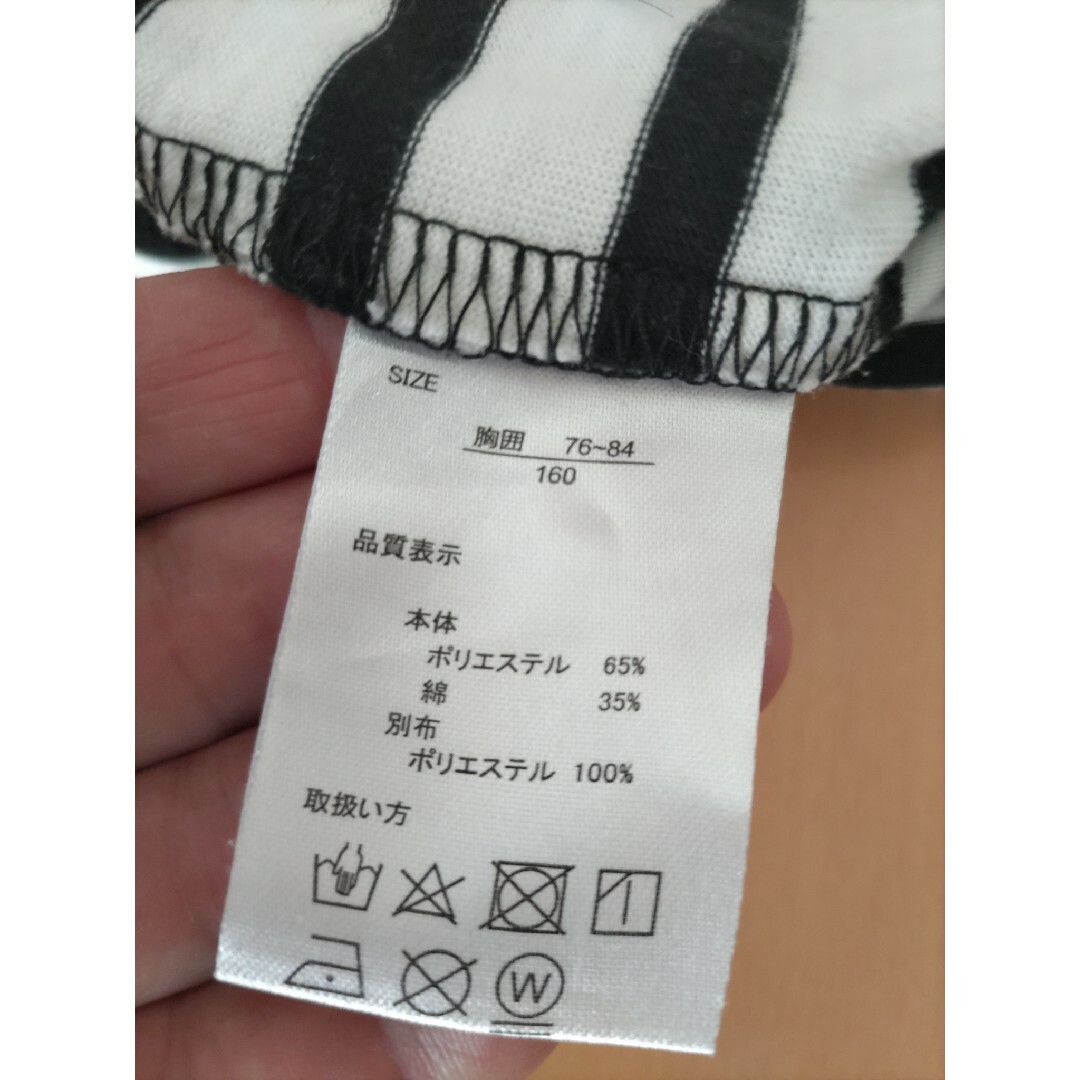 SIZE
胸囲 76~84
160
品質表示
本体
ポリエステル 65%
綿 35%
別布
ポリエステル 100%
取扱い方
W